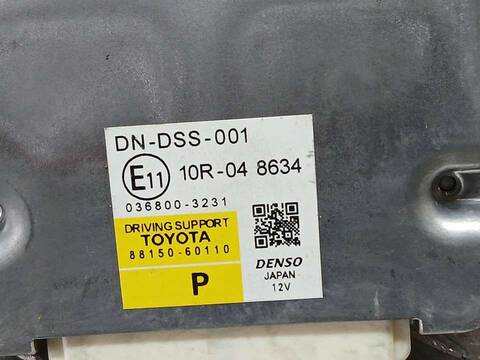 DN-DSS-001
E11 10R-04 8634
036800-3231
DRIVING SUPPORT
TOYOTA
88150-60110
P
DENSO
JAPAN
12V